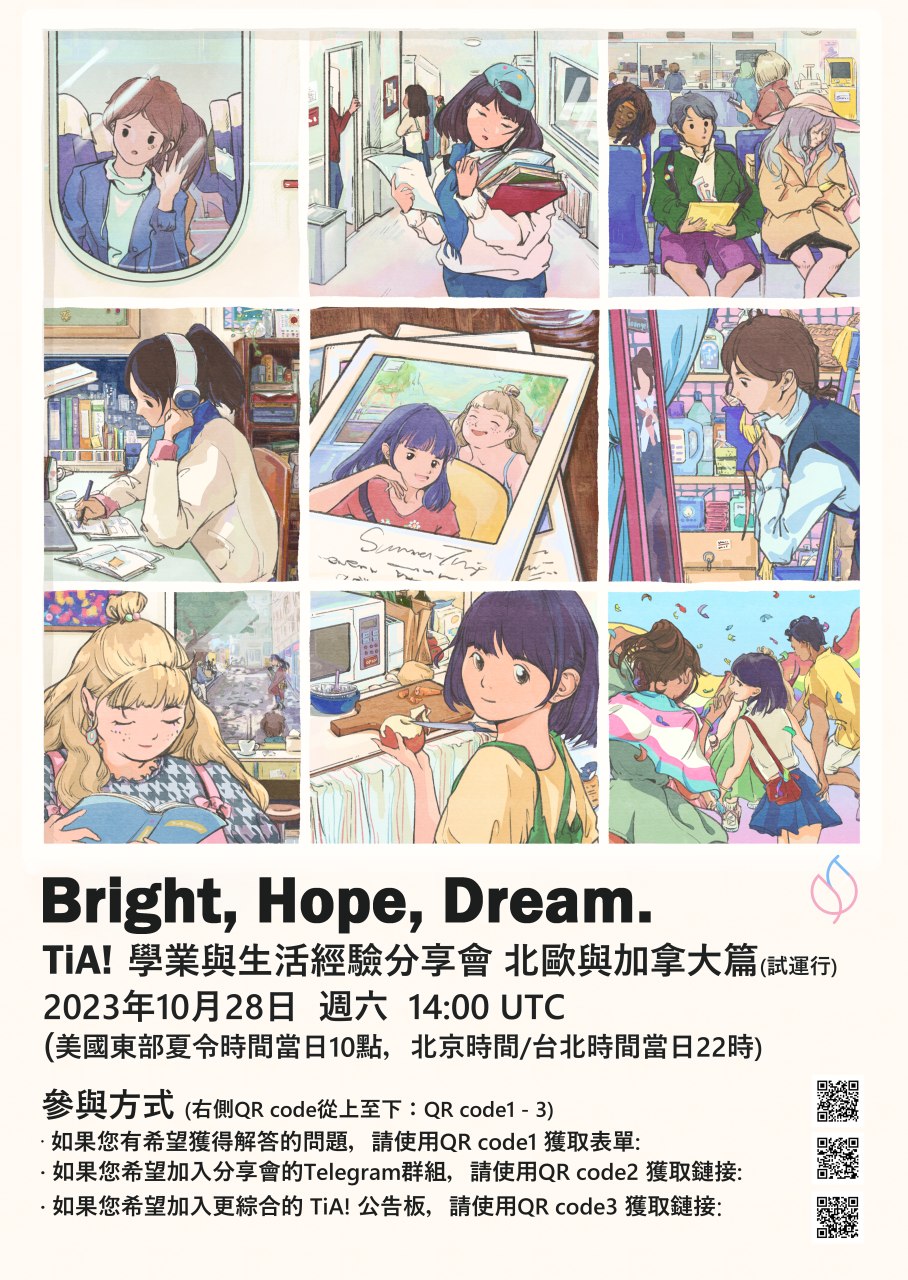 Summer Trip
Bright, Hope, Dream.
TiA! 學業與生活經驗分享會 北歐與加拿大篇(試運行)
2023年10月28日 週六 14:00 UTC
(美國東部夏令時間當日10點，北京時間/台北時間當日22時)
參與方式 (右側QR code從上至下：QR code1 - 3)
· 如果您有希望獲得解答的問題，請使用QR code1 獲取表單:
· 如果您希望加入分享會的Telegram群組，請使用QR code2 獲取鏈接:
· 如果您希望加入更綜合的 TiA! 公告板，請使用QR code3 獲取鏈接: